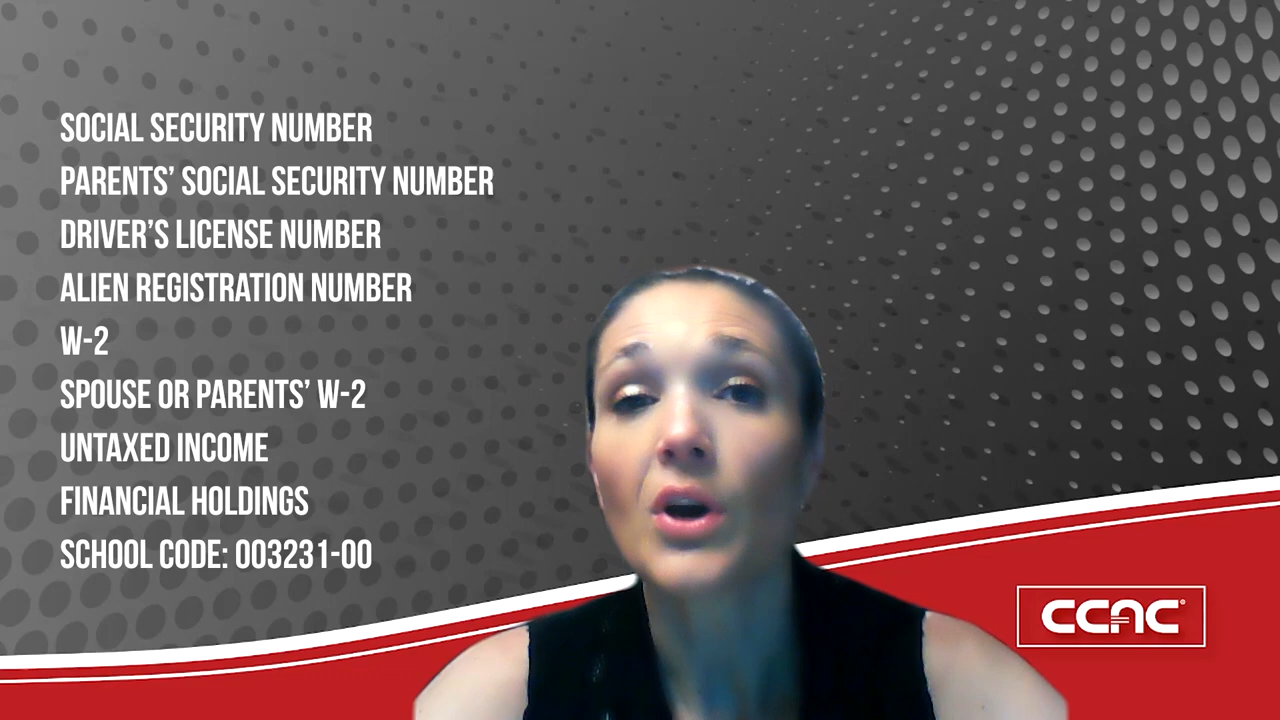 SOCIAL SECURITY NUMBER
PARENTS' SOCIAL SECURITY NUMBER
DRIVER'S LICENSE NUMBER
ALIEN REGISTRATION NUMBER
W-2
SPOUSE OR PARENTS' W-2
UNTAXED INCOME
FINANCIAL HOLDINGS
SCHOOL CODE: 003231-00
CCAC